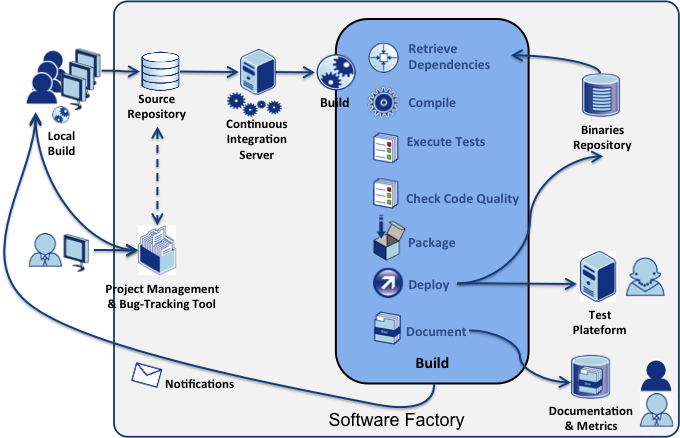 Local
Build
Source
Repository
Continuous
Integration
Server
Build
Retrieve
Dependencies
Compile
Execute Tests
Check Code Quality
Package
Deploy
Document
Build
Binaries
Repository
Project Management
& Bug-Tracking Tool
Test
Plateform
Notifications
Documentation
& Metrics
Software Factory